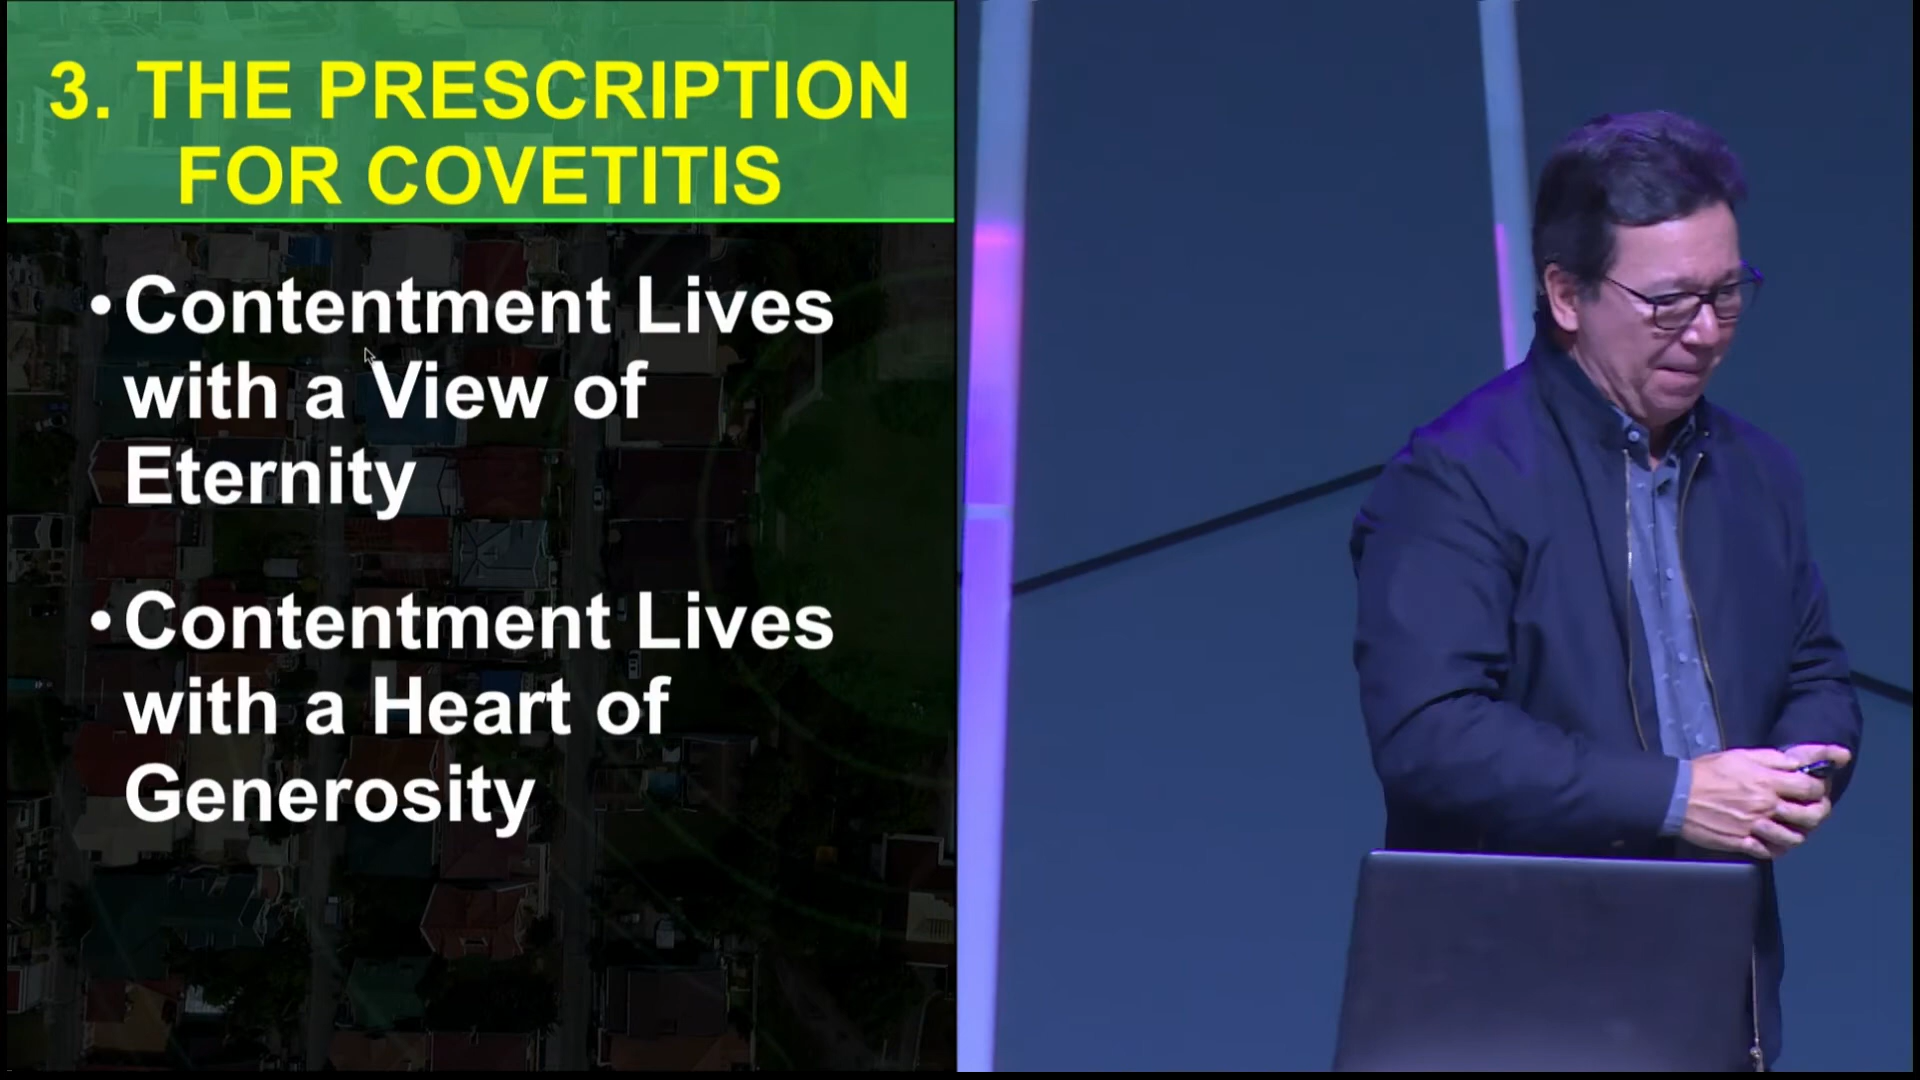 3. THE PRESCRIPTION
FOR COVETITIS
•Contentment Lives
with a View of
Eternity
•Contentment Lives
with a Heart of
Generosity